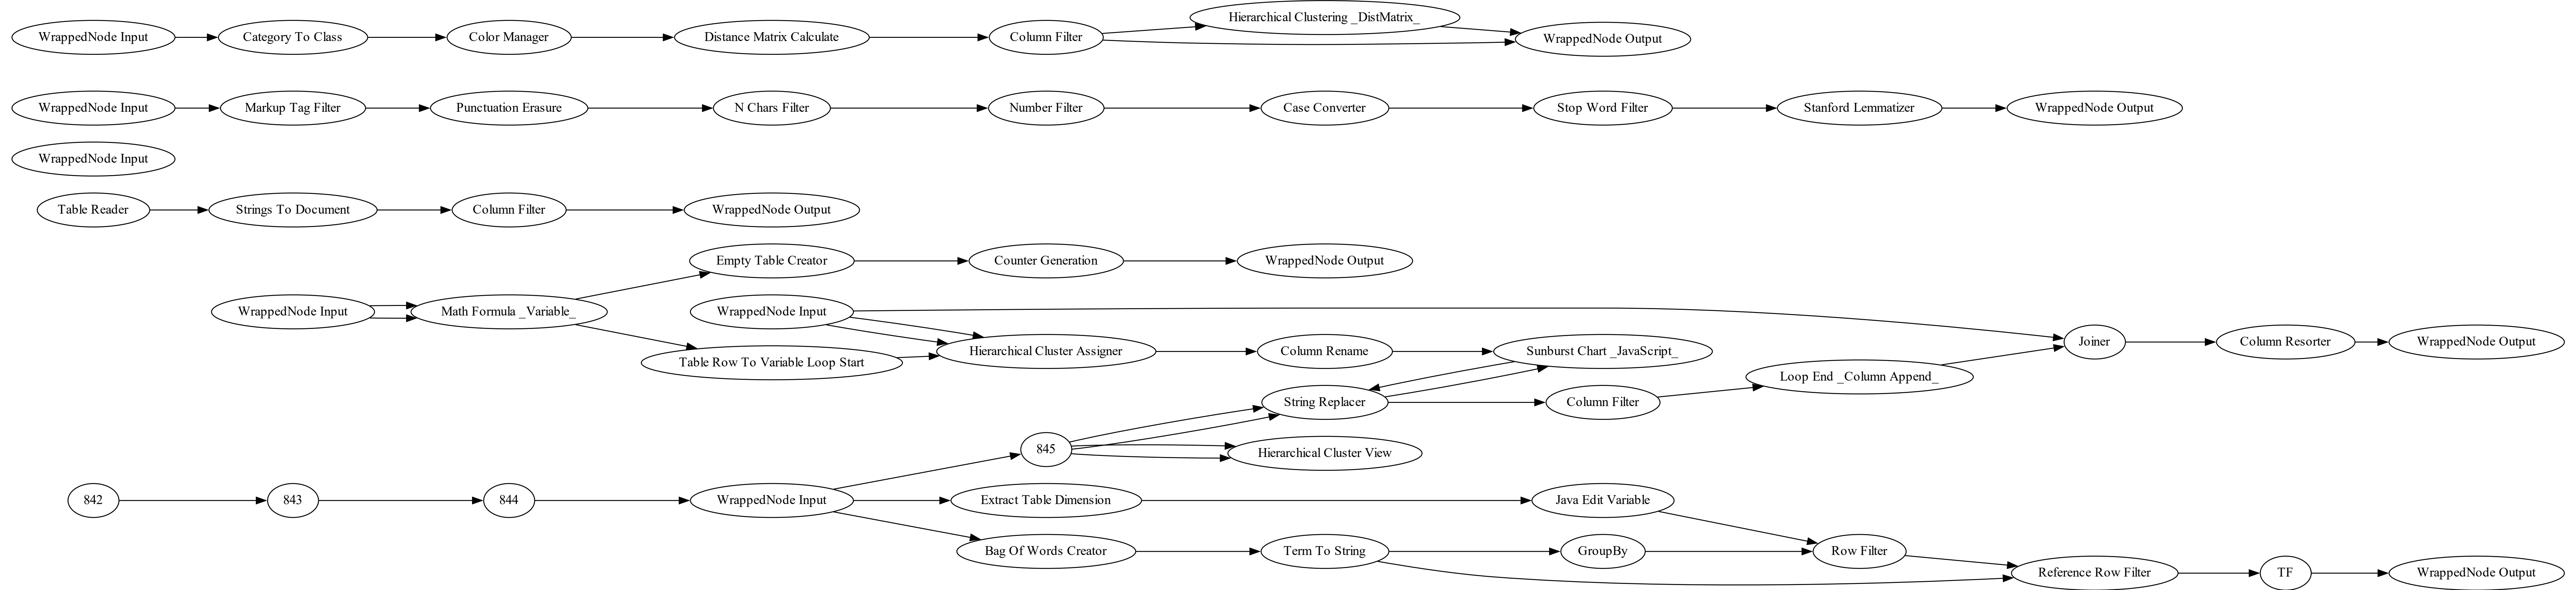 WrappedNode Input
Category To Class
Color Manager
Distance Matrix Calculate
Column Filter
Hierarchical Clustering _DistMatrix_
WrappedNode Output
WrappedNode Input
Markup Tag Filter
Punctuation Erasure
N Chars Filter
Number Filter
Case Converter
Stop Word Filter
Stanford Lemmatizer
WrappedNode Output
WrappedNode Input
Table Reader
Strings To Document
Column Filter
WrappedNode Output
Empty Table Creator
Counter Generation
WrappedNode Output
WrappedNode Input
Math Formula _Variable_
WrappedNode Input
Table Row To Variable Loop Start
Hierarchical Cluster Assigner
Column Rename
Sunburst Chart _JavaScript_
Joiner
Column Resorter
WrappedNode Output
String Replacer
Column Filter
Loop End _Column Append_
845
Hierarchical Cluster View
842
843
844
WrappedNode Input
Extract Table Dimension
Java Edit Variable
Bag Of Words Creator
Term To String
GroupBy
Row Filter
Reference Row Filter
TF
WrappedNode Output